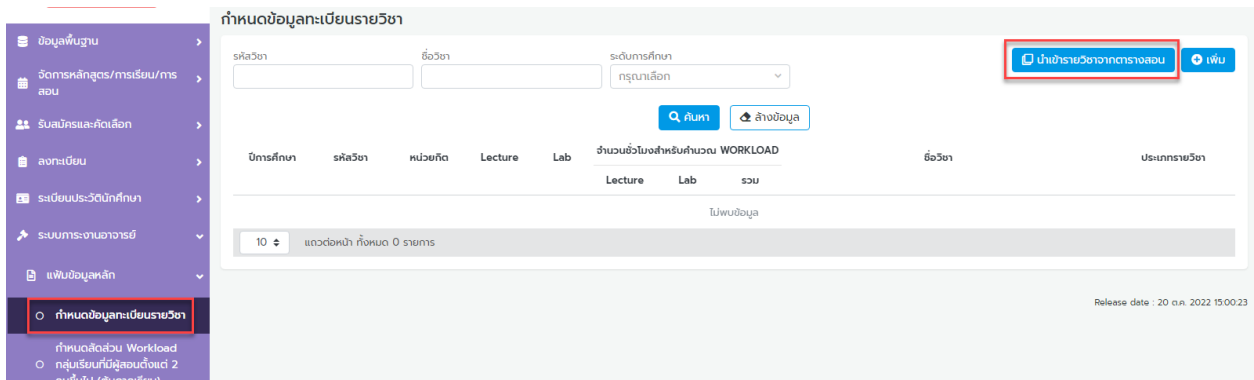 กำหนดข้อมูลทะเบียนรายวิชา
ข้อมูลพื้นฐาน
จัดการหลักสูตร/การเรียน/การ
สอน
รับสมัครและคัดเลือก
ลงทะเบียน
ระเบียนประวัตินักศึกษา
ระบบภาระงานอาจารย์
แฟ้มข้อมูลหลัก
กำหนดข้อมูลทะเบียนรายวิชา
กำหนดสัดส่วน Workload
กลุ่มเรียนที่มีผู้สอนตั้งแต่ 2
รหัสวิชา ชื่อวิชา ระดับการศึกษา
กรุณาเลือก
นำเข้ารายวิชาจากตารางสอน เพิ่ม
ค้นหา ล้างข้อมูล
ปีการศึกษา รหัสวิชา หน่วยกิต Lecture Lab จำนวนชั่วโมงสำหรับคำนวณ WORKLOAD ชื่อวิชา ประเภทรายวิชา
Lecture Lab รวม
ไม่พบข้อมูล
10 แถวต่อหน้า ทั้งหมด 0 รายการ
Release date : 20 ต.ค. 2022 15:00:23